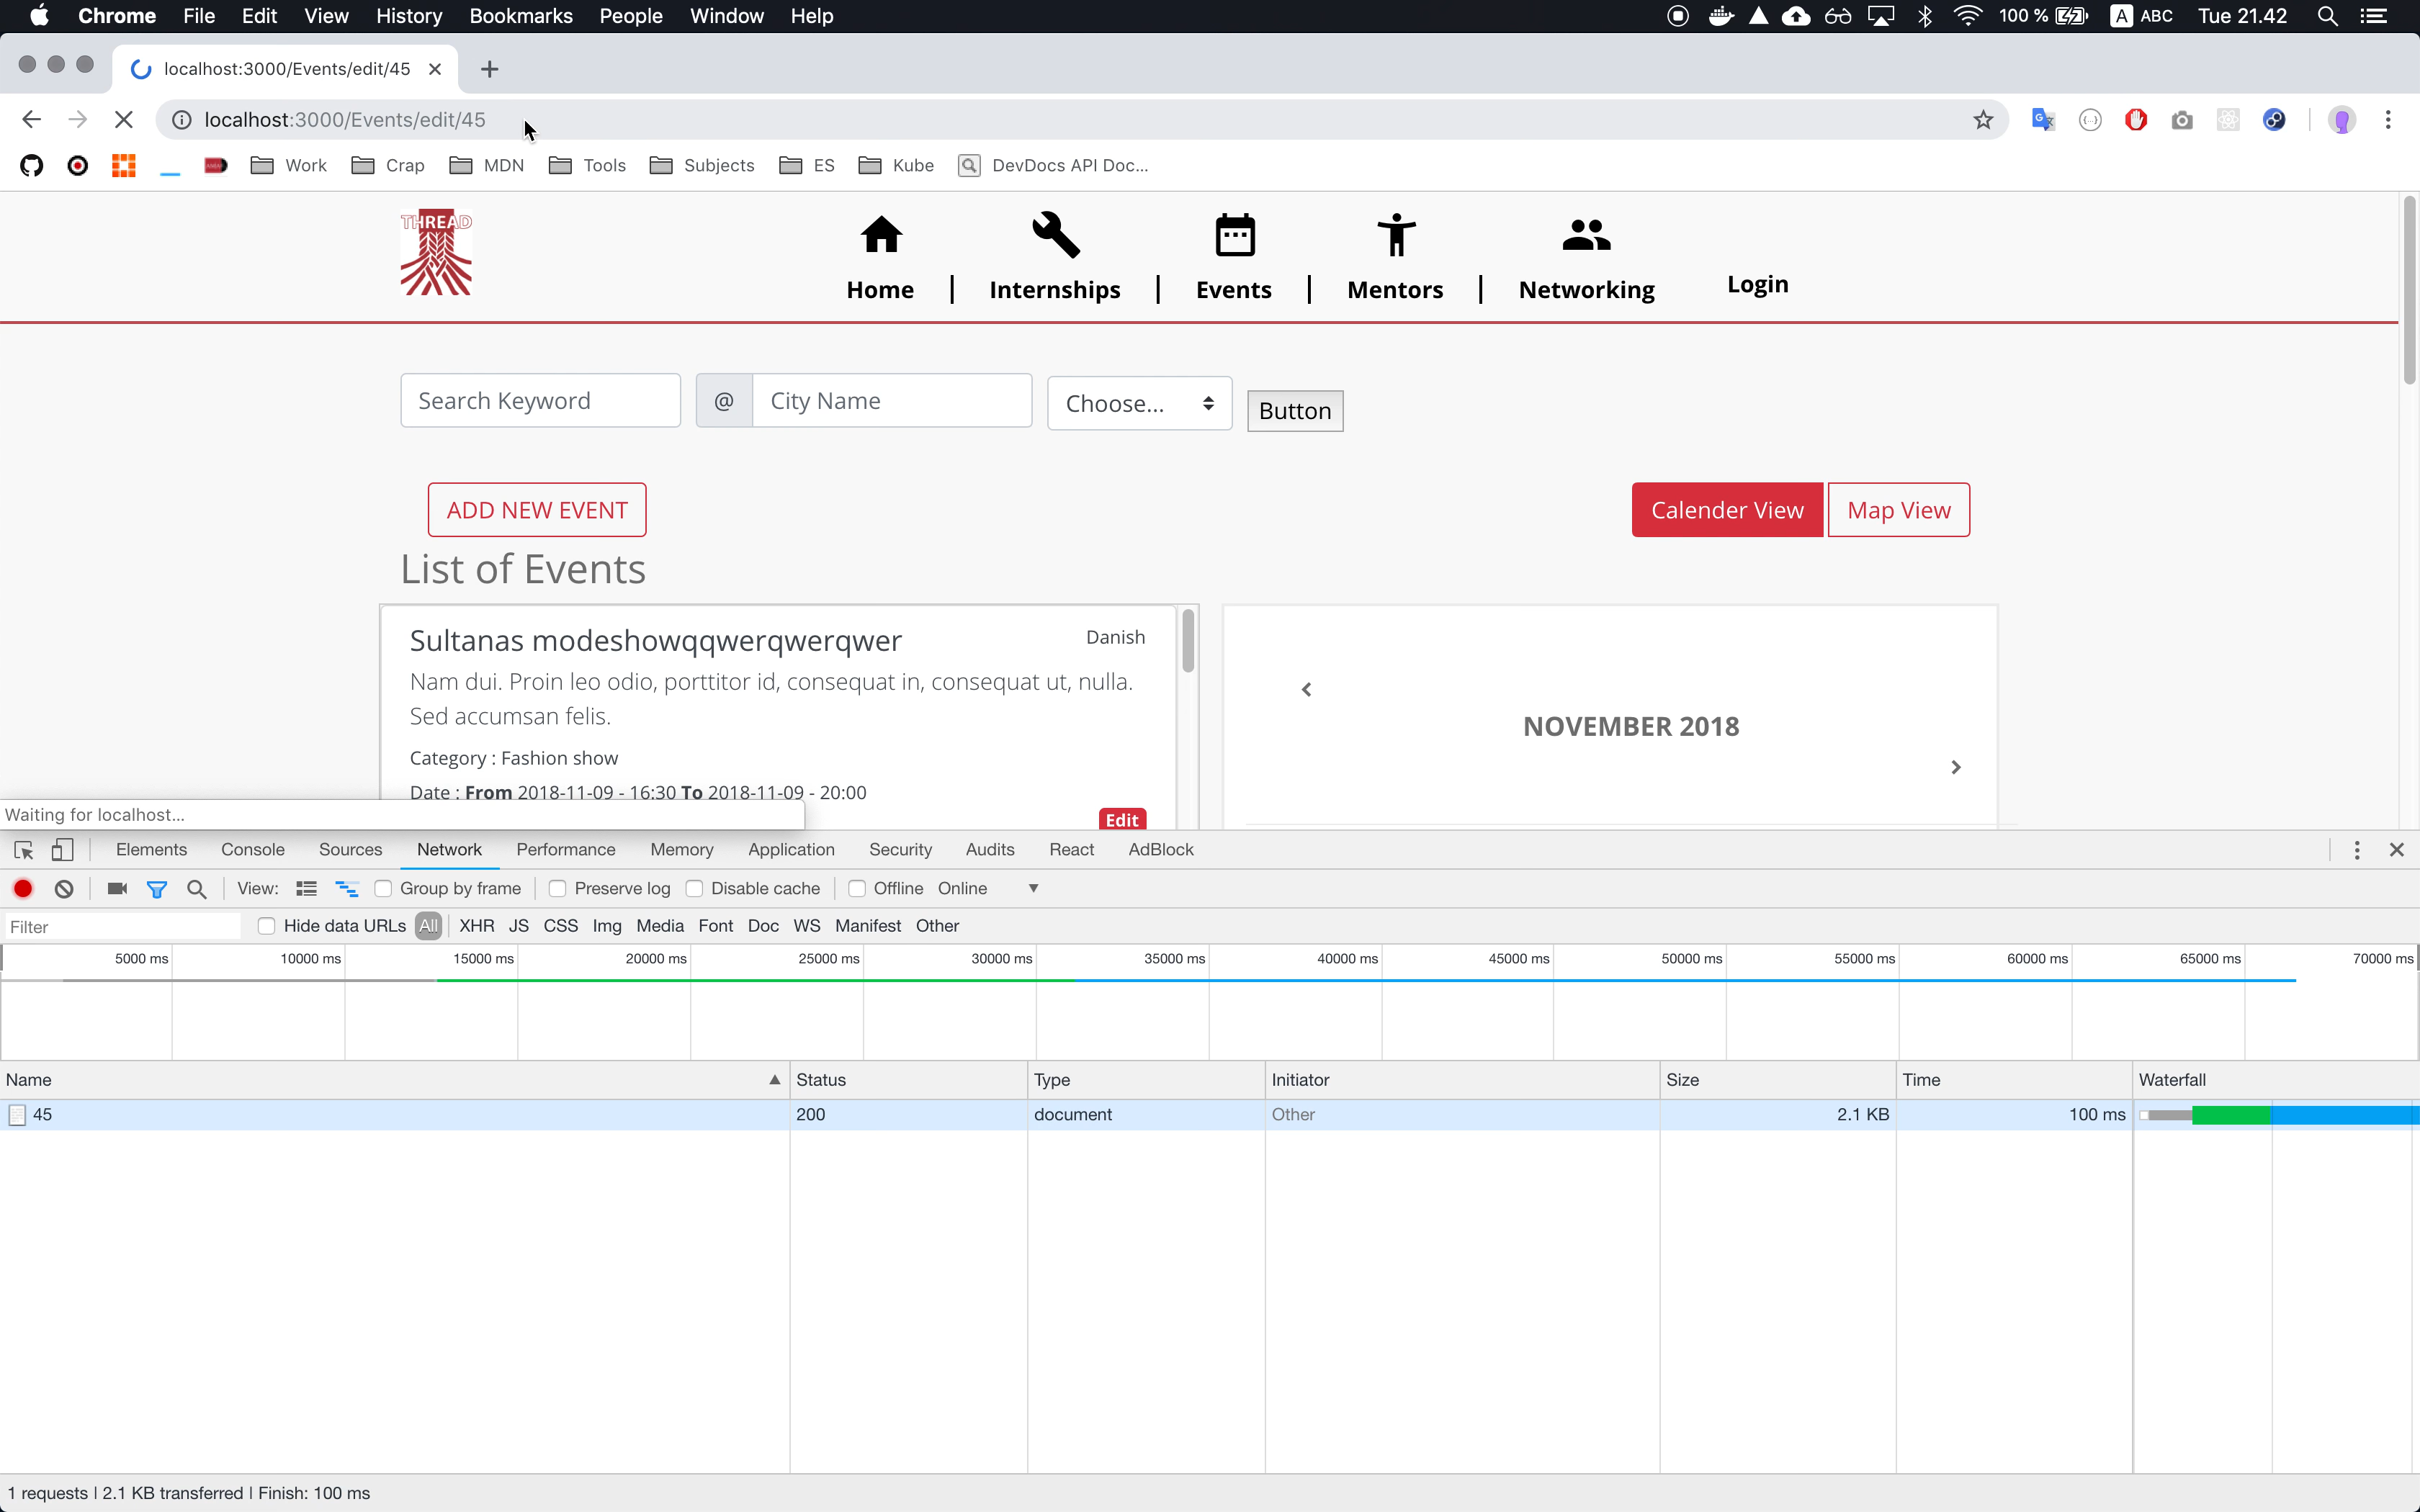 Chrome File Edit View History Bookmarks People Window Help 100 % A ABC Tue 21.42
localhost:3000/Events/edit/45
localhost:3000/Events/edit/45
Work Crap MDN Tools Subjects ES Kube DevDocs API Doc...
THREAD
Home | Internships | Events | Mentors | Networking Login
Search Keyword @ City Name Choose... Button
ADD NEW EVENT Calender View Map View
List of Events
Sultanas modeshowqqwerqwerqwer Danish
Nam dui. Proin leo odio, porttitor id, consequat in, consequat ut, nulla.
Sed accumsan felis.
Category : Fashion show
Date : From 2018-11-09 - 16:30 To 2018-11-09 - 20:00
Edit
NOVEMBER 2018
Waiting for localhost...
Elements Console Sources Network Performance Memory Application Security Audits React AdBlock
View: Group by frame Preserve log Disable cache Offline Online
Filter Hide data URLs All XHR JS CSS Img Media Font Doc WS Manifest Other
5000 ms 10000 ms 15000 ms 20000 ms 25000 ms 30000 ms 35000 ms 40000 ms 45000 ms 50000 ms 55000 ms 60000 ms 65000 ms 70000 ms
Name Status Type Initiator Size Time Waterfall
45 200 document Other 2.1 KB 100 ms
1 requests | 2.1 KB transferred | Finish: 100 ms